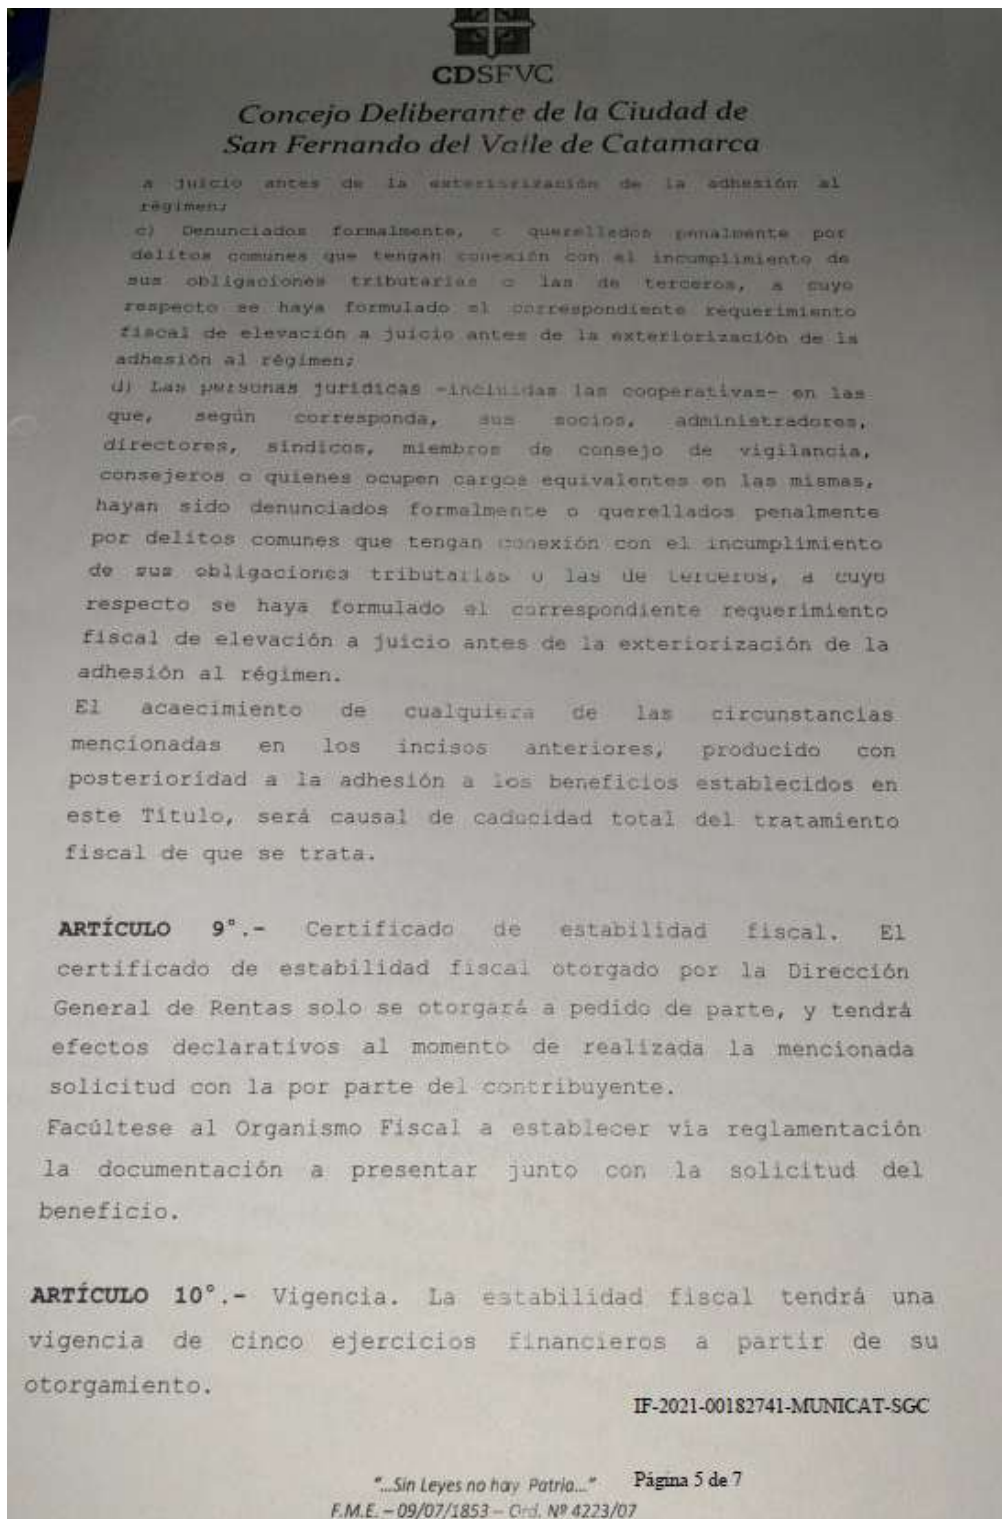 CDSFVC
Concejo Deliberante de la Ciudad de
San Fernando del Valle de Catamarca
a juicio antes de la exteriorización de la adhesión al
régimen;
c) Denunciados formalmente, o querellados penalmente por
delitos comunes que tengan conexión con el incumplimiento de
sus obligaciones tributarias o las de terceros, a cuyo
respecto se haya formulado el correspondiente requerimiento
fiscal de elevación a juicio antes de la exteriorización de la
adhesión al régimen;
d) Las personas jurídicas -incluidas las cooperativas- en las
que, según corresponda, sus socios, administradores,
directores, síndicos, miembros de consejo de vigilancia,
consejeros o quienes ocupen cargos equivalentes en las mismas,
hayan sido denunciados formalmente o querellados penalmente
por delitos comunes que tengan conexión con el incumplimiento
de sus obligaciones tributarias o las de terceros, a cuyo
respecto se haya formulado el correspondiente requerimiento
fiscal de elevación a juicio antes de la exteriorización de la
adhesión al régimen.
El acaecimiento de cualquiera de las circunstancias
mencionadas en los incisos anteriores, producido con
posterioridad a la adhesión a los beneficios establecidos en
este Título, será causal de caducidad total del tratamiento
fiscal de que se trata.
ARTÍCULO 9°.- Certificado de estabilidad fiscal. El
certificado de estabilidad fiscal otorgado por la Dirección
General de Rentas solo se otorgará a pedido de parte, y tendrá
efectos declarativos al momento de realizada la mencionada
solicitud con la por parte del contribuyente.
Facúltese al Organismo Fiscal a establecer vía reglamentación
la documentación a presentar junto con la solicitud del
beneficio.
ARTÍCULO 10°.- Vigencia. La estabilidad fiscal tendrá una
vigencia de cinco ejercicios financieros a partir de su
otorgamiento.
IF-2021-00182741-MUNICAT-SGC
"...Sin Leyes no hay Patria..." Página 5 de 7
F.M.E. – 09/07/1853 – Ord. Nº 4223/07